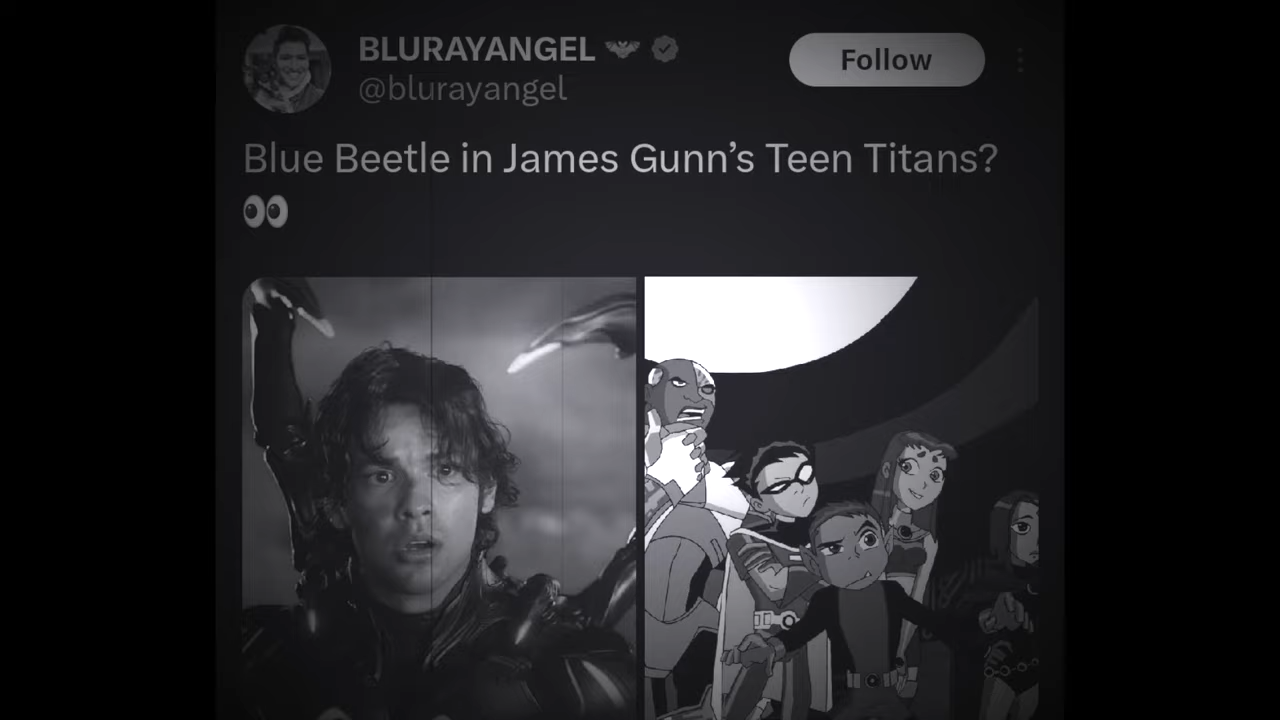 BLURAYANGEL
@blurayangel
Follow
Blue Beetle in James Gunn’s Teen Titans?
👀